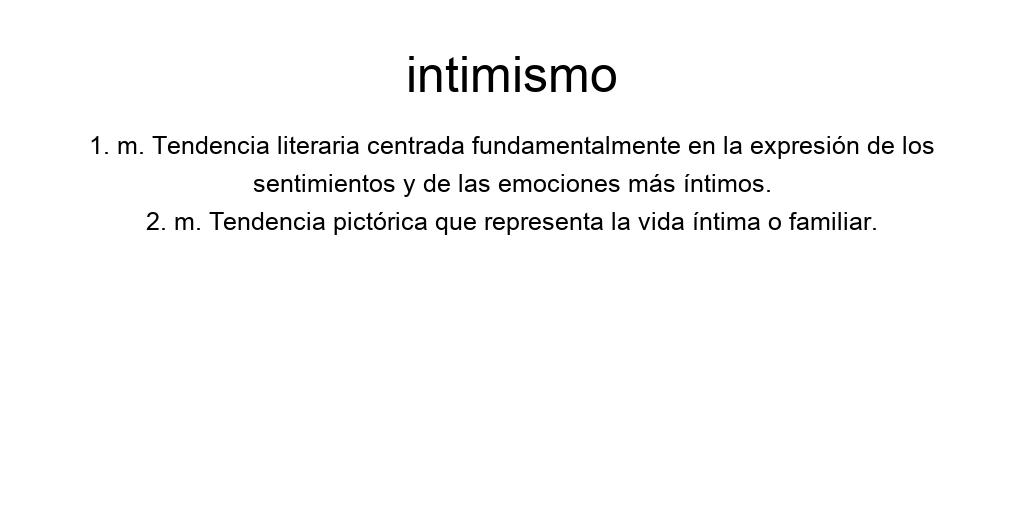 intimismo
1. m. Tendencia literaria centrada fundamentalmente en la expresión de los
sentimientos y de las emociones más íntimos.
2. m. Tendencia pictórica que representa la vida íntima o familiar.